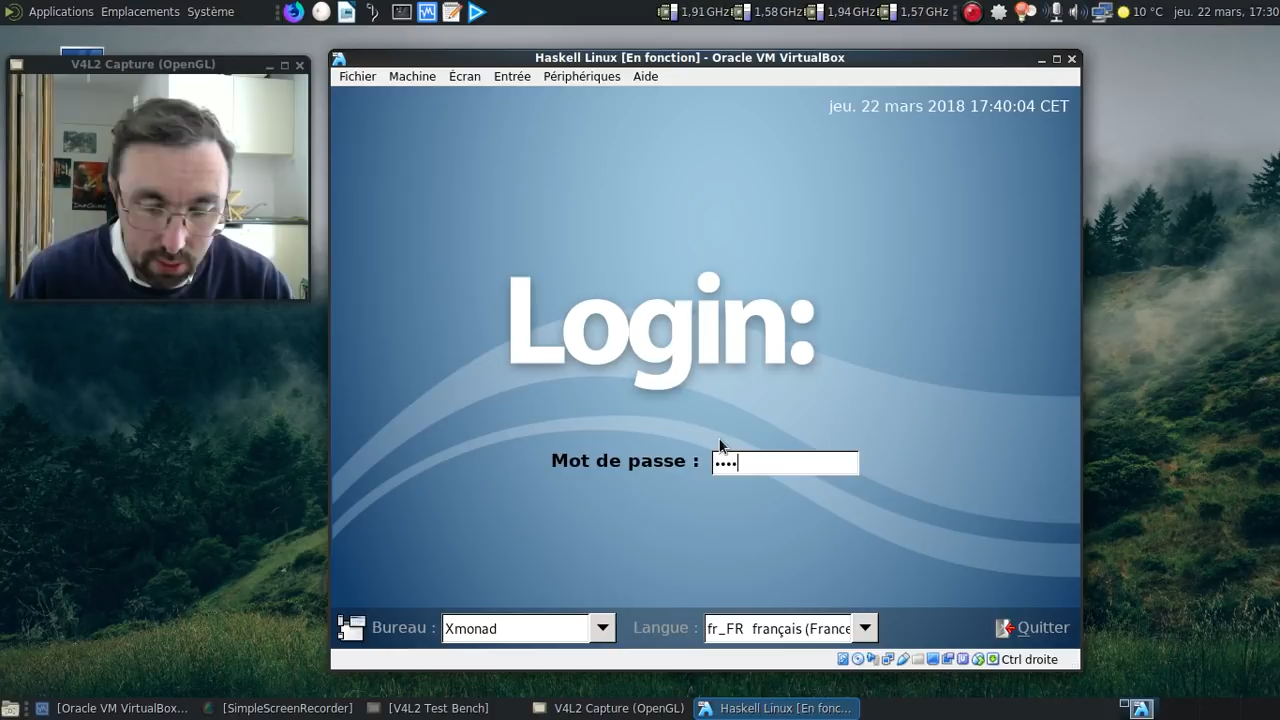 Applications Emplacements Système
1,91 GHz 1,58 GHz 1,94 GHz 1,57 GHz 10 °C jeu. 22 mars, 17:30
V4L2 Capture (OpenGL)
Haskell Linux [En fonction] - Oracle VM VirtualBox
Fichier Machine Écran Entrée Périphériques Aide
jeu. 22 mars 2018 17:40:04 CET
Login:
Mot de passe : ••••
Bureau : Xmonad Langue : fr_FR français (France Quitter
Ctrl droite
[Oracle VM VirtualBox... [SimpleScreenRecorder] [V4L2 Test Bench] V4L2 Capture (OpenGL) Haskell Linux [En fonc...